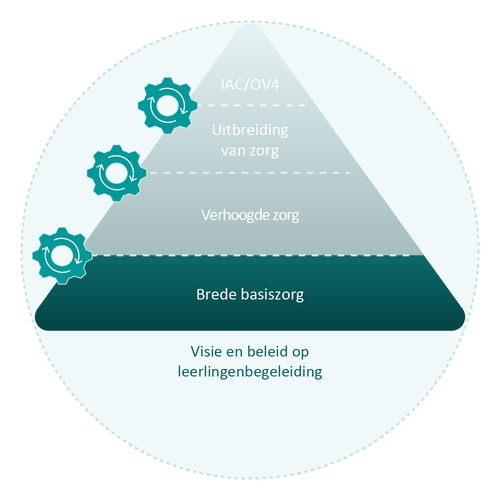 IAC/OV4
Uitbreiding
van zorg
Verhoogde zorg
Brede basiszorg
Visie en beleid op
leerlingenbegeleiding